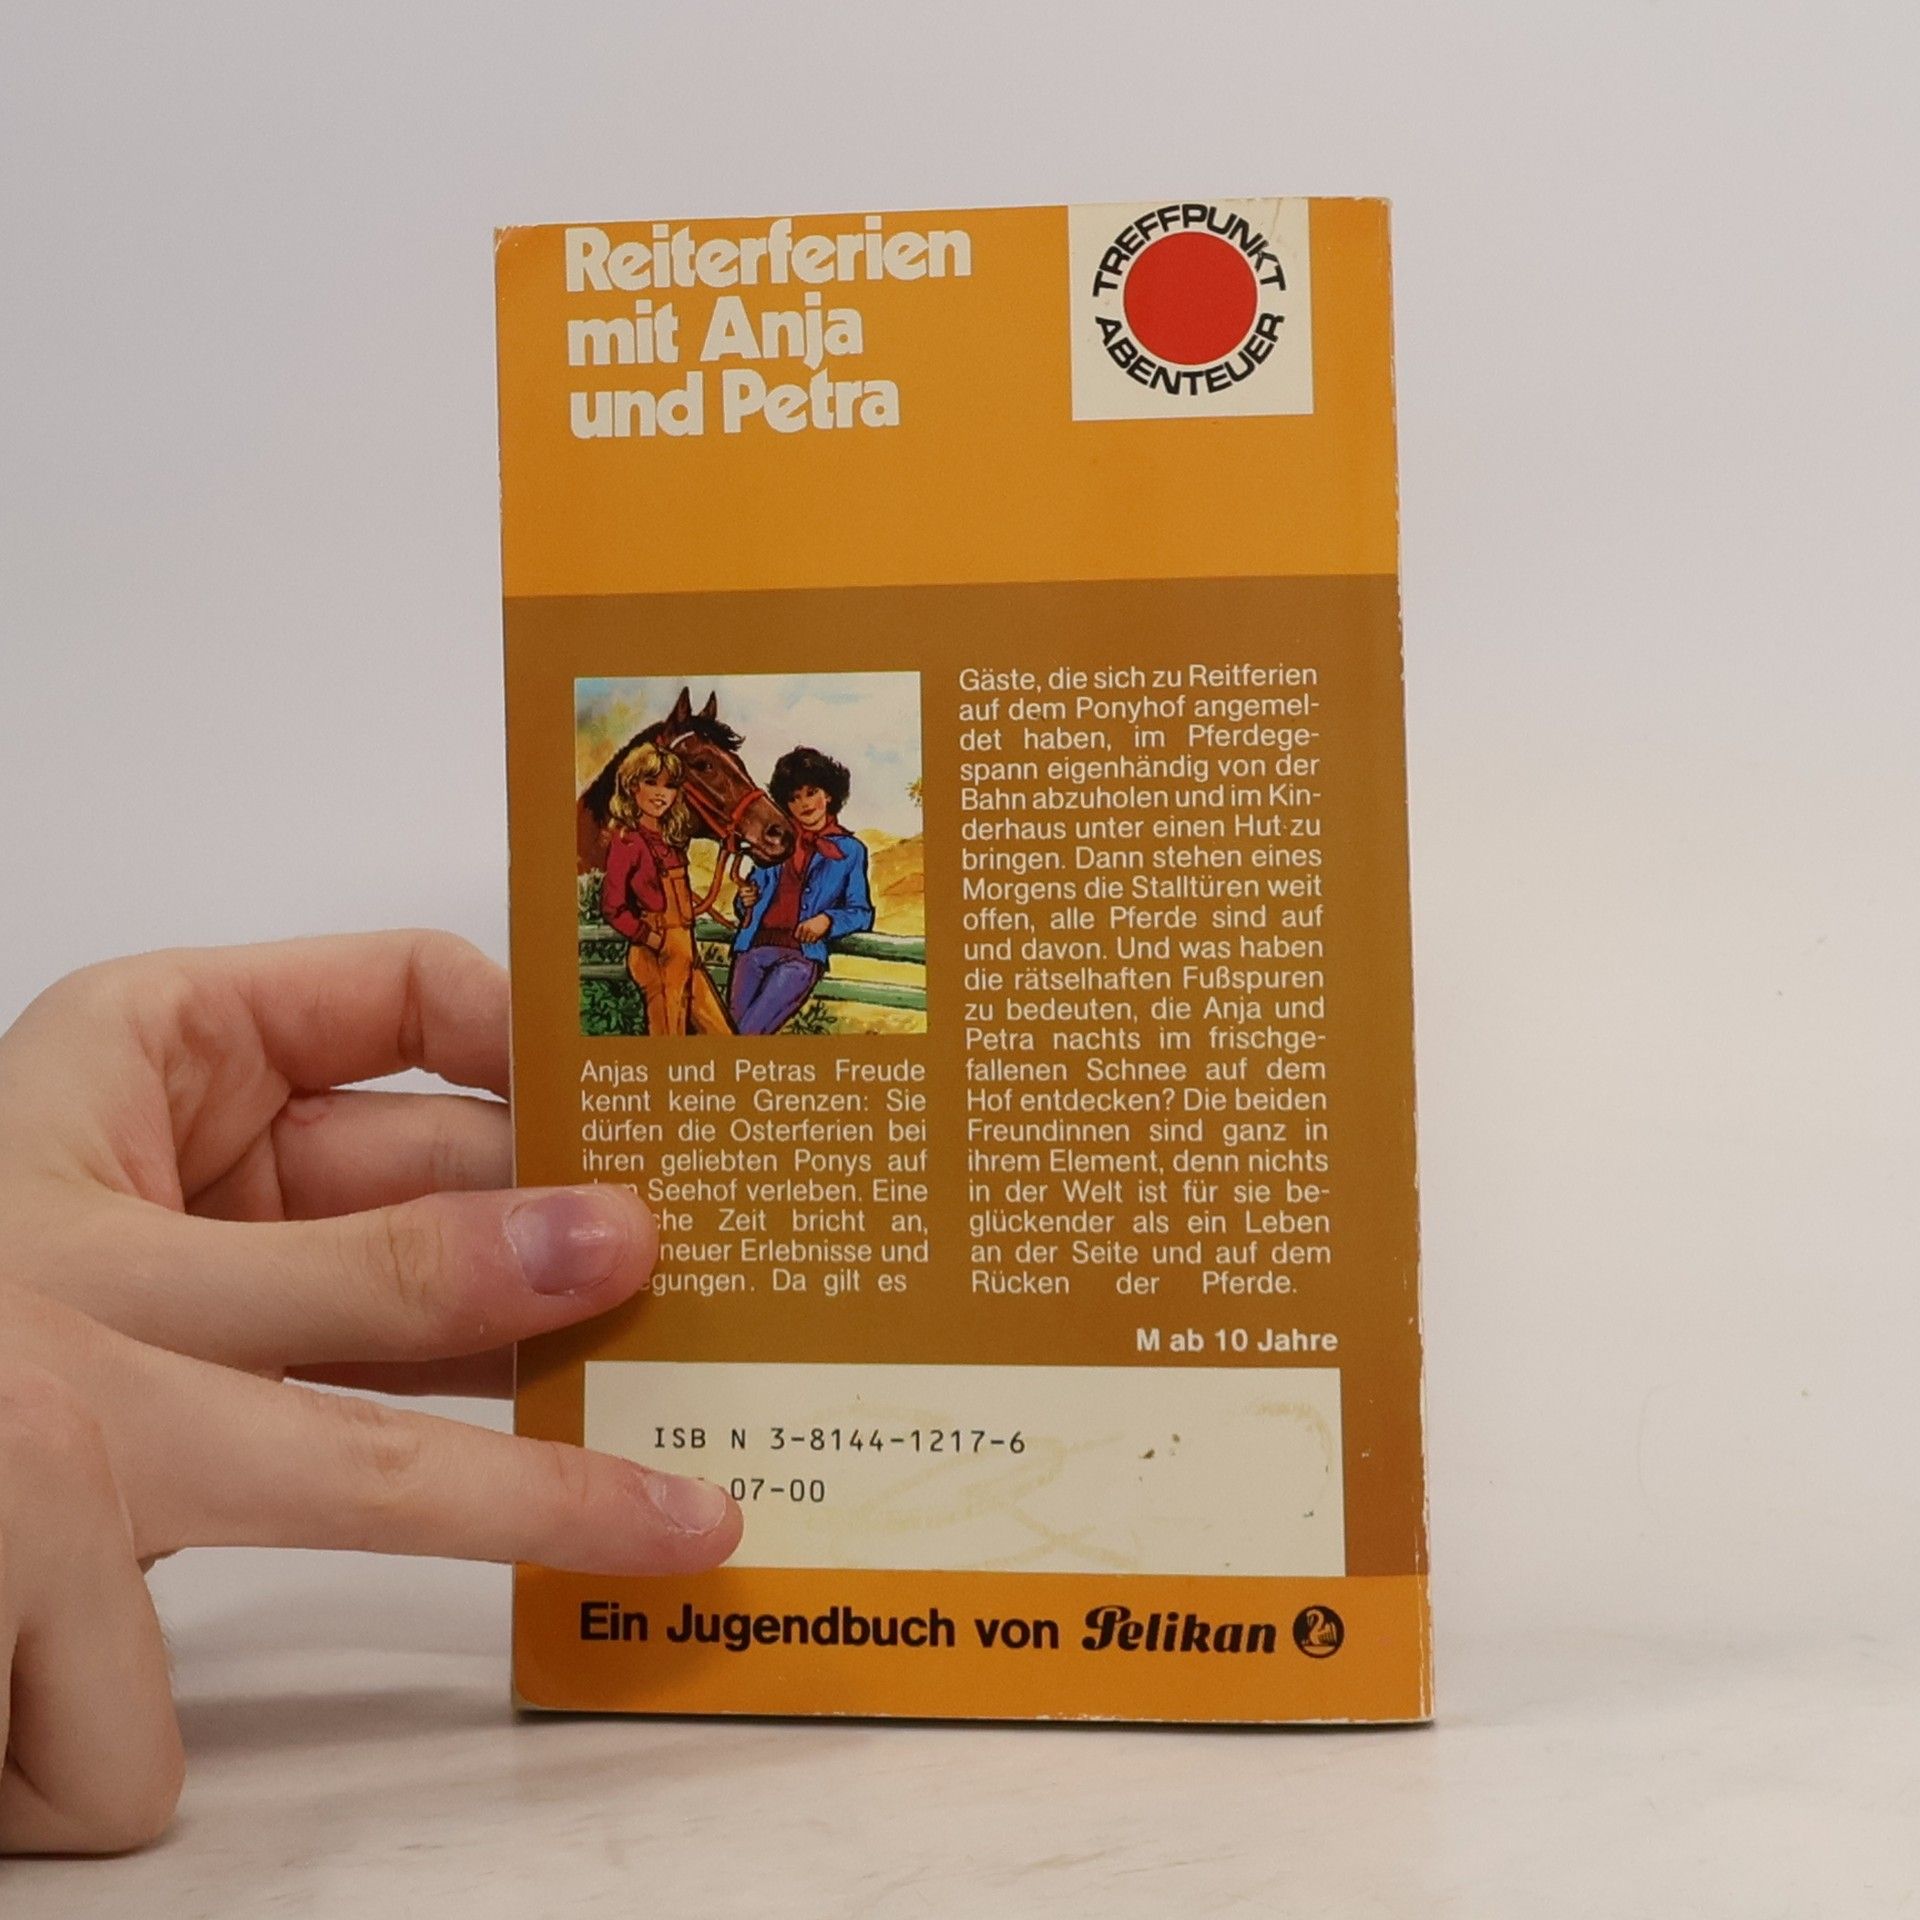 Reiterferien
mit Anja
und Petra
TREFFPUNKT
ABENTEUER
Anjas und Petras Freude
kennt keine Grenzen: Sie
dürfen die Osterferien bei
ihren geliebten Ponys auf
Seehof verleben. Eine
Zeit bricht an,
neuer Erlebnisse und
Da gilt es
Gäste, die sich zu Reitferien
auf dem Ponyhof angemel-
det haben, im Pferdege-
spann eigenhändig von der
Bahn abzuholen und im Kin-
derhaus unter einen Hut zu
bringen. Dann stehen eines
Morgens die Stalltüren weit
offen, alle Pferde sind auf
und davon. Und was haben
die rätselhaften Fußspuren
zu bedeuten, die Anja und
Petra nachts im frischge-
fallenen Schnee auf dem
Hof entdecken? Die beiden
Freundinnen sind ganz in
ihrem Element, denn nichts
in der Welt ist für sie be-
glückender als ein Leben
an der Seite und auf dem
Rücken der Pferde.
M ab 10 Jahre
ISB N 3-8144-1217-6
07-00
Ein Jugendbuch von Pelikan